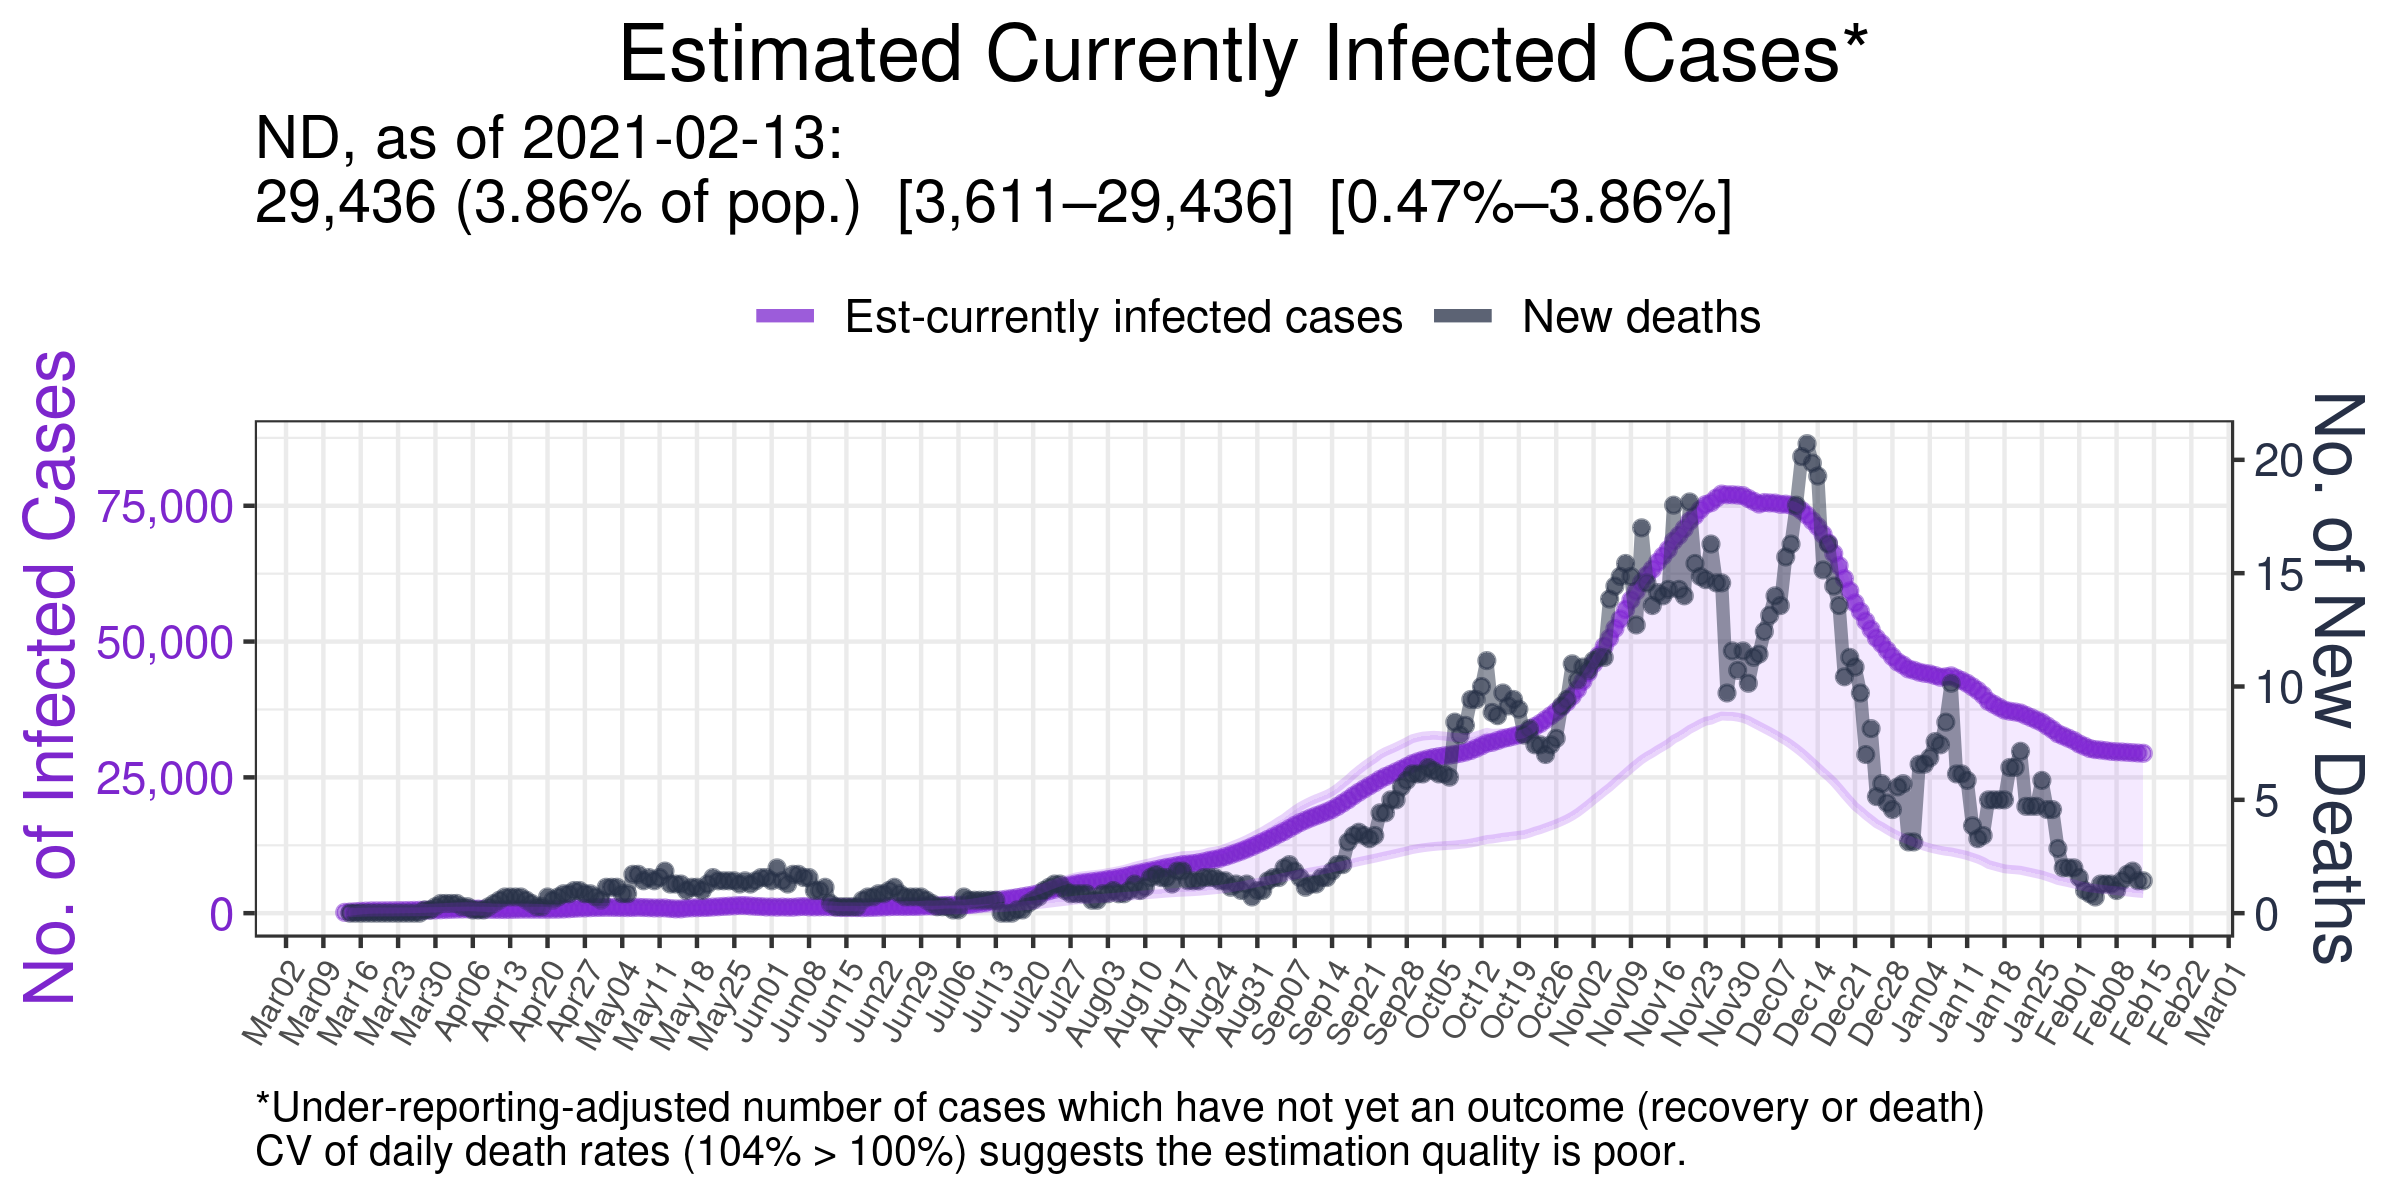 Estimated Currently Infected Cases*
ND, as of 2021-02-13:
29,436 (3.86% of pop.) [3,611–29,436] [0.47%–3.86%]
Est-currently infected cases
New deaths
No. of Infected Cases
75,000
50,000
25,000
0
No. of New Deaths
20
15
10
5
0
Mar02
Mar09
Mar16
Mar23
Mar30
Apr06
Apr13
Apr20
Apr27
May04
May11
May18
May25
Jun01
Jun08
Jun15
Jun22
Jun29
Jul06
Jul13
Jul20
Jul27
Aug03
Aug10
Aug17
Aug24
Aug31
Sep07
Sep14
Sep21
Sep28
Oct05
Oct12
Oct19
Oct26
Nov02
Nov09
Nov16
Nov23
Nov30
Dec07
Dec14
Dec21
Dec28
Jan04
Jan11
Jan18
Jan25
Feb01
Feb08
Feb15
Feb22
Mar01
*Under-reporting-adjusted number of cases which have not yet an outcome (recovery or death)
CV of daily death rates (104% > 100%) suggests the estimation quality is poor.